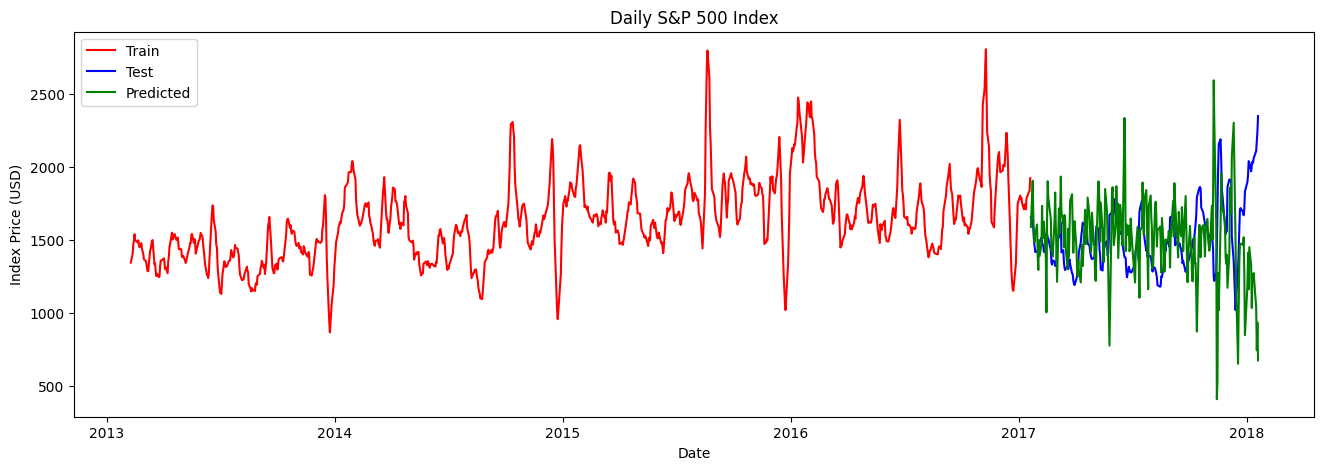 Daily S&P 500 Index
Train
Test
Predicted
Index Price (USD)
2500
2000
1500
1000
500
2013
2014
2015
2016
2017
2018
Date